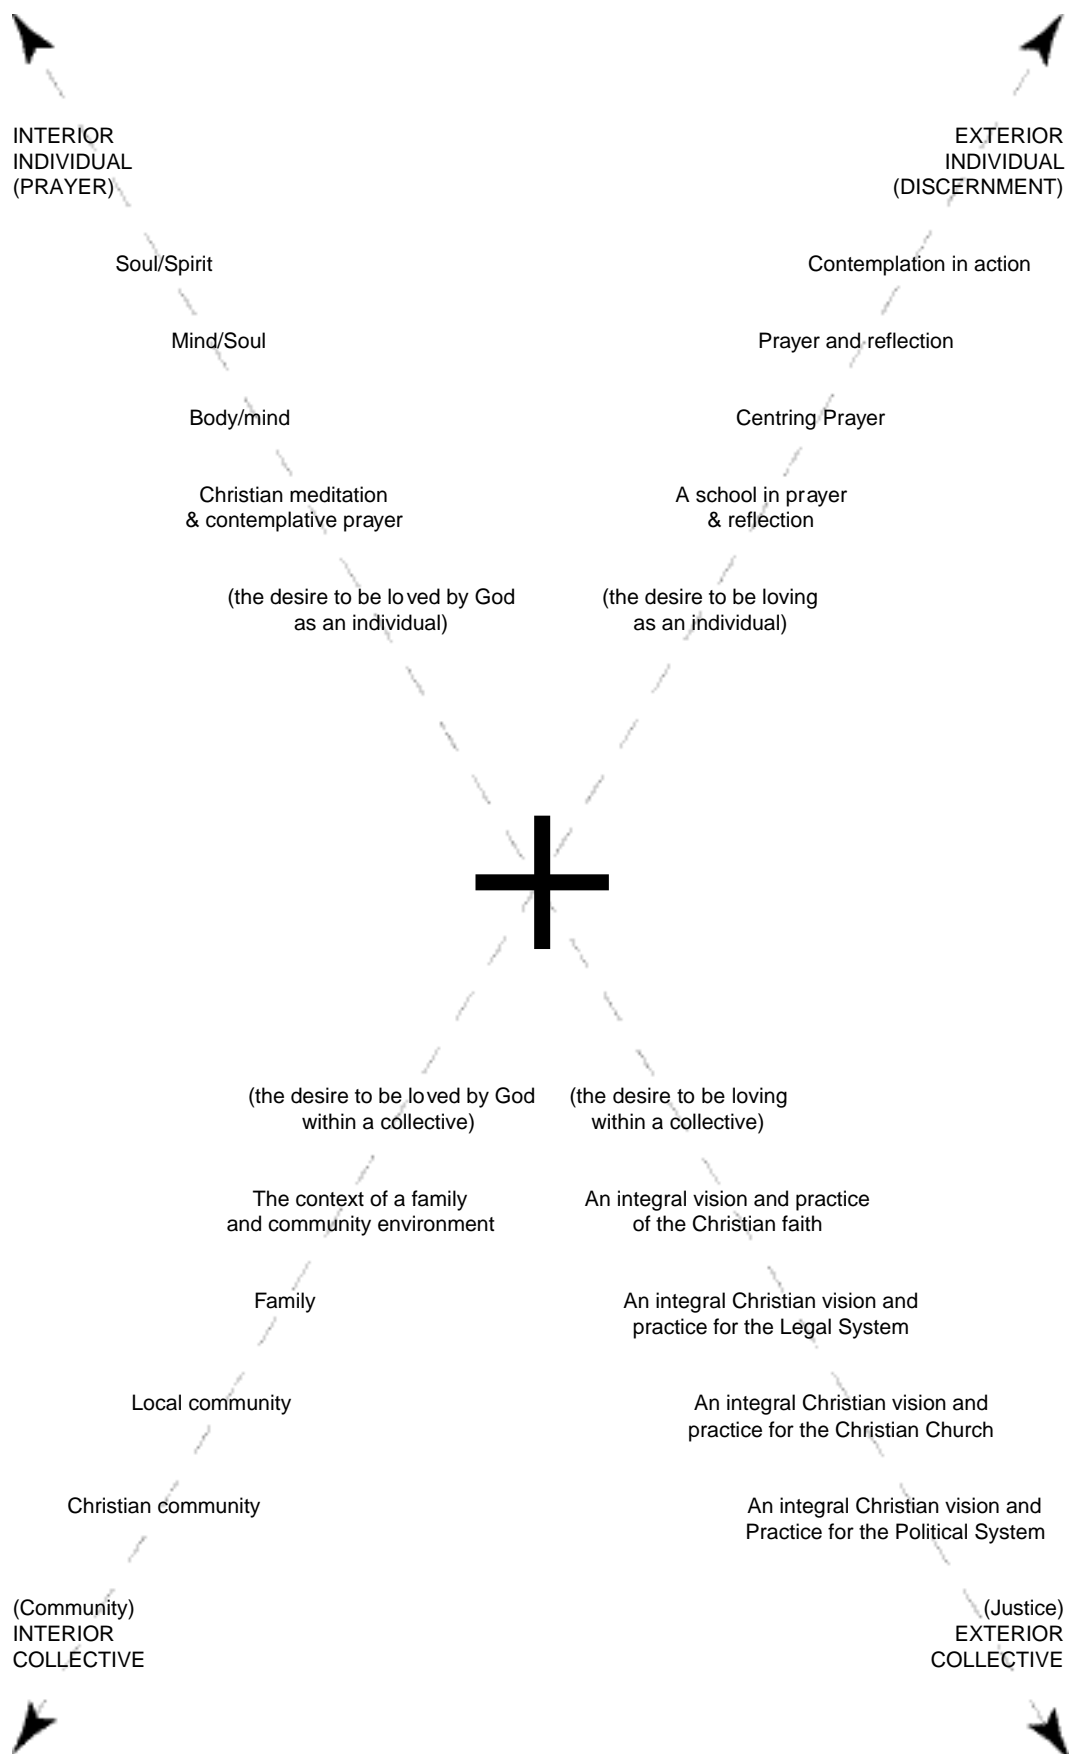 INTERIOR
INDIVIDUAL
(PRAYER)
EXTERIOR
INDIVIDUAL
(DISCERNMENT)
Soul/Spirit
Contemplation in action
Mind/Soul
Prayer and reflection
Body/mind
Centring Prayer
Christian meditation
& contemplative prayer
A school in prayer
& reflection
(the desire to be loved by God
as an individual)
(the desire to be loving
as an individual)
(the desire to be loved by God
within a collective)
(the desire to be loving
within a collective)
The context of a family
and community environment
An integral vision and practice
of the Christian faith
Family
An integral Christian vision and
practice for the Legal System
Local community
An integral Christian vision and
practice for the Christian Church
Christian community
An integral Christian vision and
Practice for the Political System
(Community)
INTERIOR
COLLECTIVE
(Justice)
EXTERIOR
COLLECTIVE